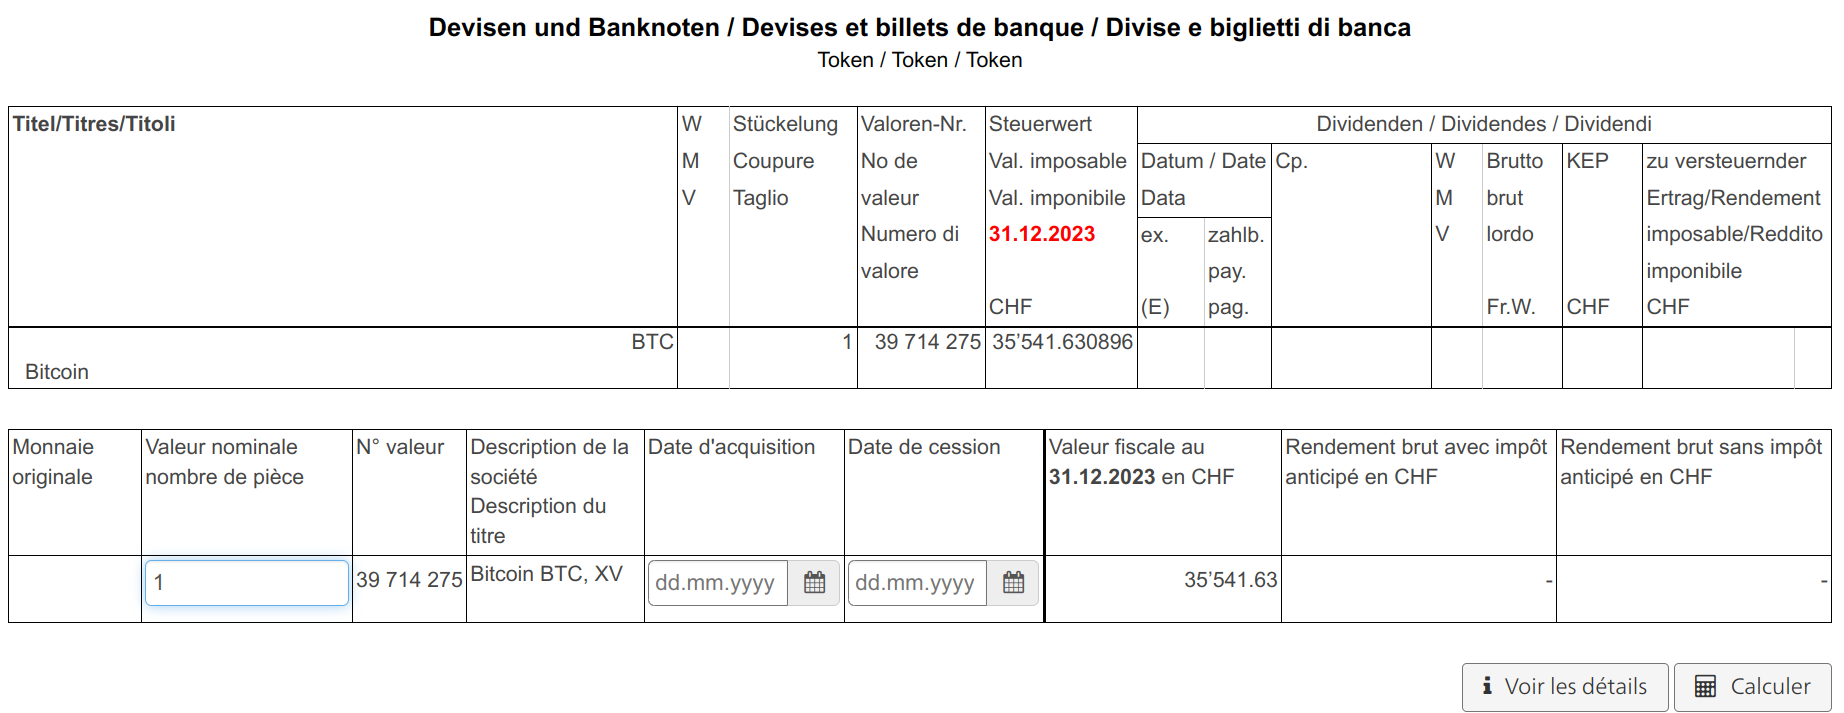 Devisen und Banknoten / Devises et billets de banque / Divise e biglietti di banca
Token / Token / Token
Titel/Titres/Titoli
W
M
V
Stückelung
Coupure
Taglio
Valoren-Nr.
No de
valeur
Numero di
valore
Steuerwert
Val. imposable
Val. imponibile
31.12.2023
CHF
Dividenden / Dividendes / Dividendi
Datum / Date
Data
ex.
(E)
zahlb.
pay.
pag.
Cp.
W
M
V
Brutto
brut
lordo
Fr.W.
KEP
CHF
zu versteuernder
Ertrag/Rendement
imposable/Reddito
imponibile
CHF
BTC
Bitcoin
1
39 714 275
35’541.630896
Monnaie
originale
Valeur nominale
nombre de pièce
N° valeur
Description de la
société
Description du
titre
Date d'acquisition
Date de cession
Valeur fiscale au
31.12.2023 en CHF
Rendement brut avec impôt
anticipé en CHF
Rendement brut sans impôt
anticipé en CHF
1
39 714 275
Bitcoin BTC, XV
dd.mm.yyyy
dd.mm.yyyy
35’541.63
-
-
Voir les détails
Calculer